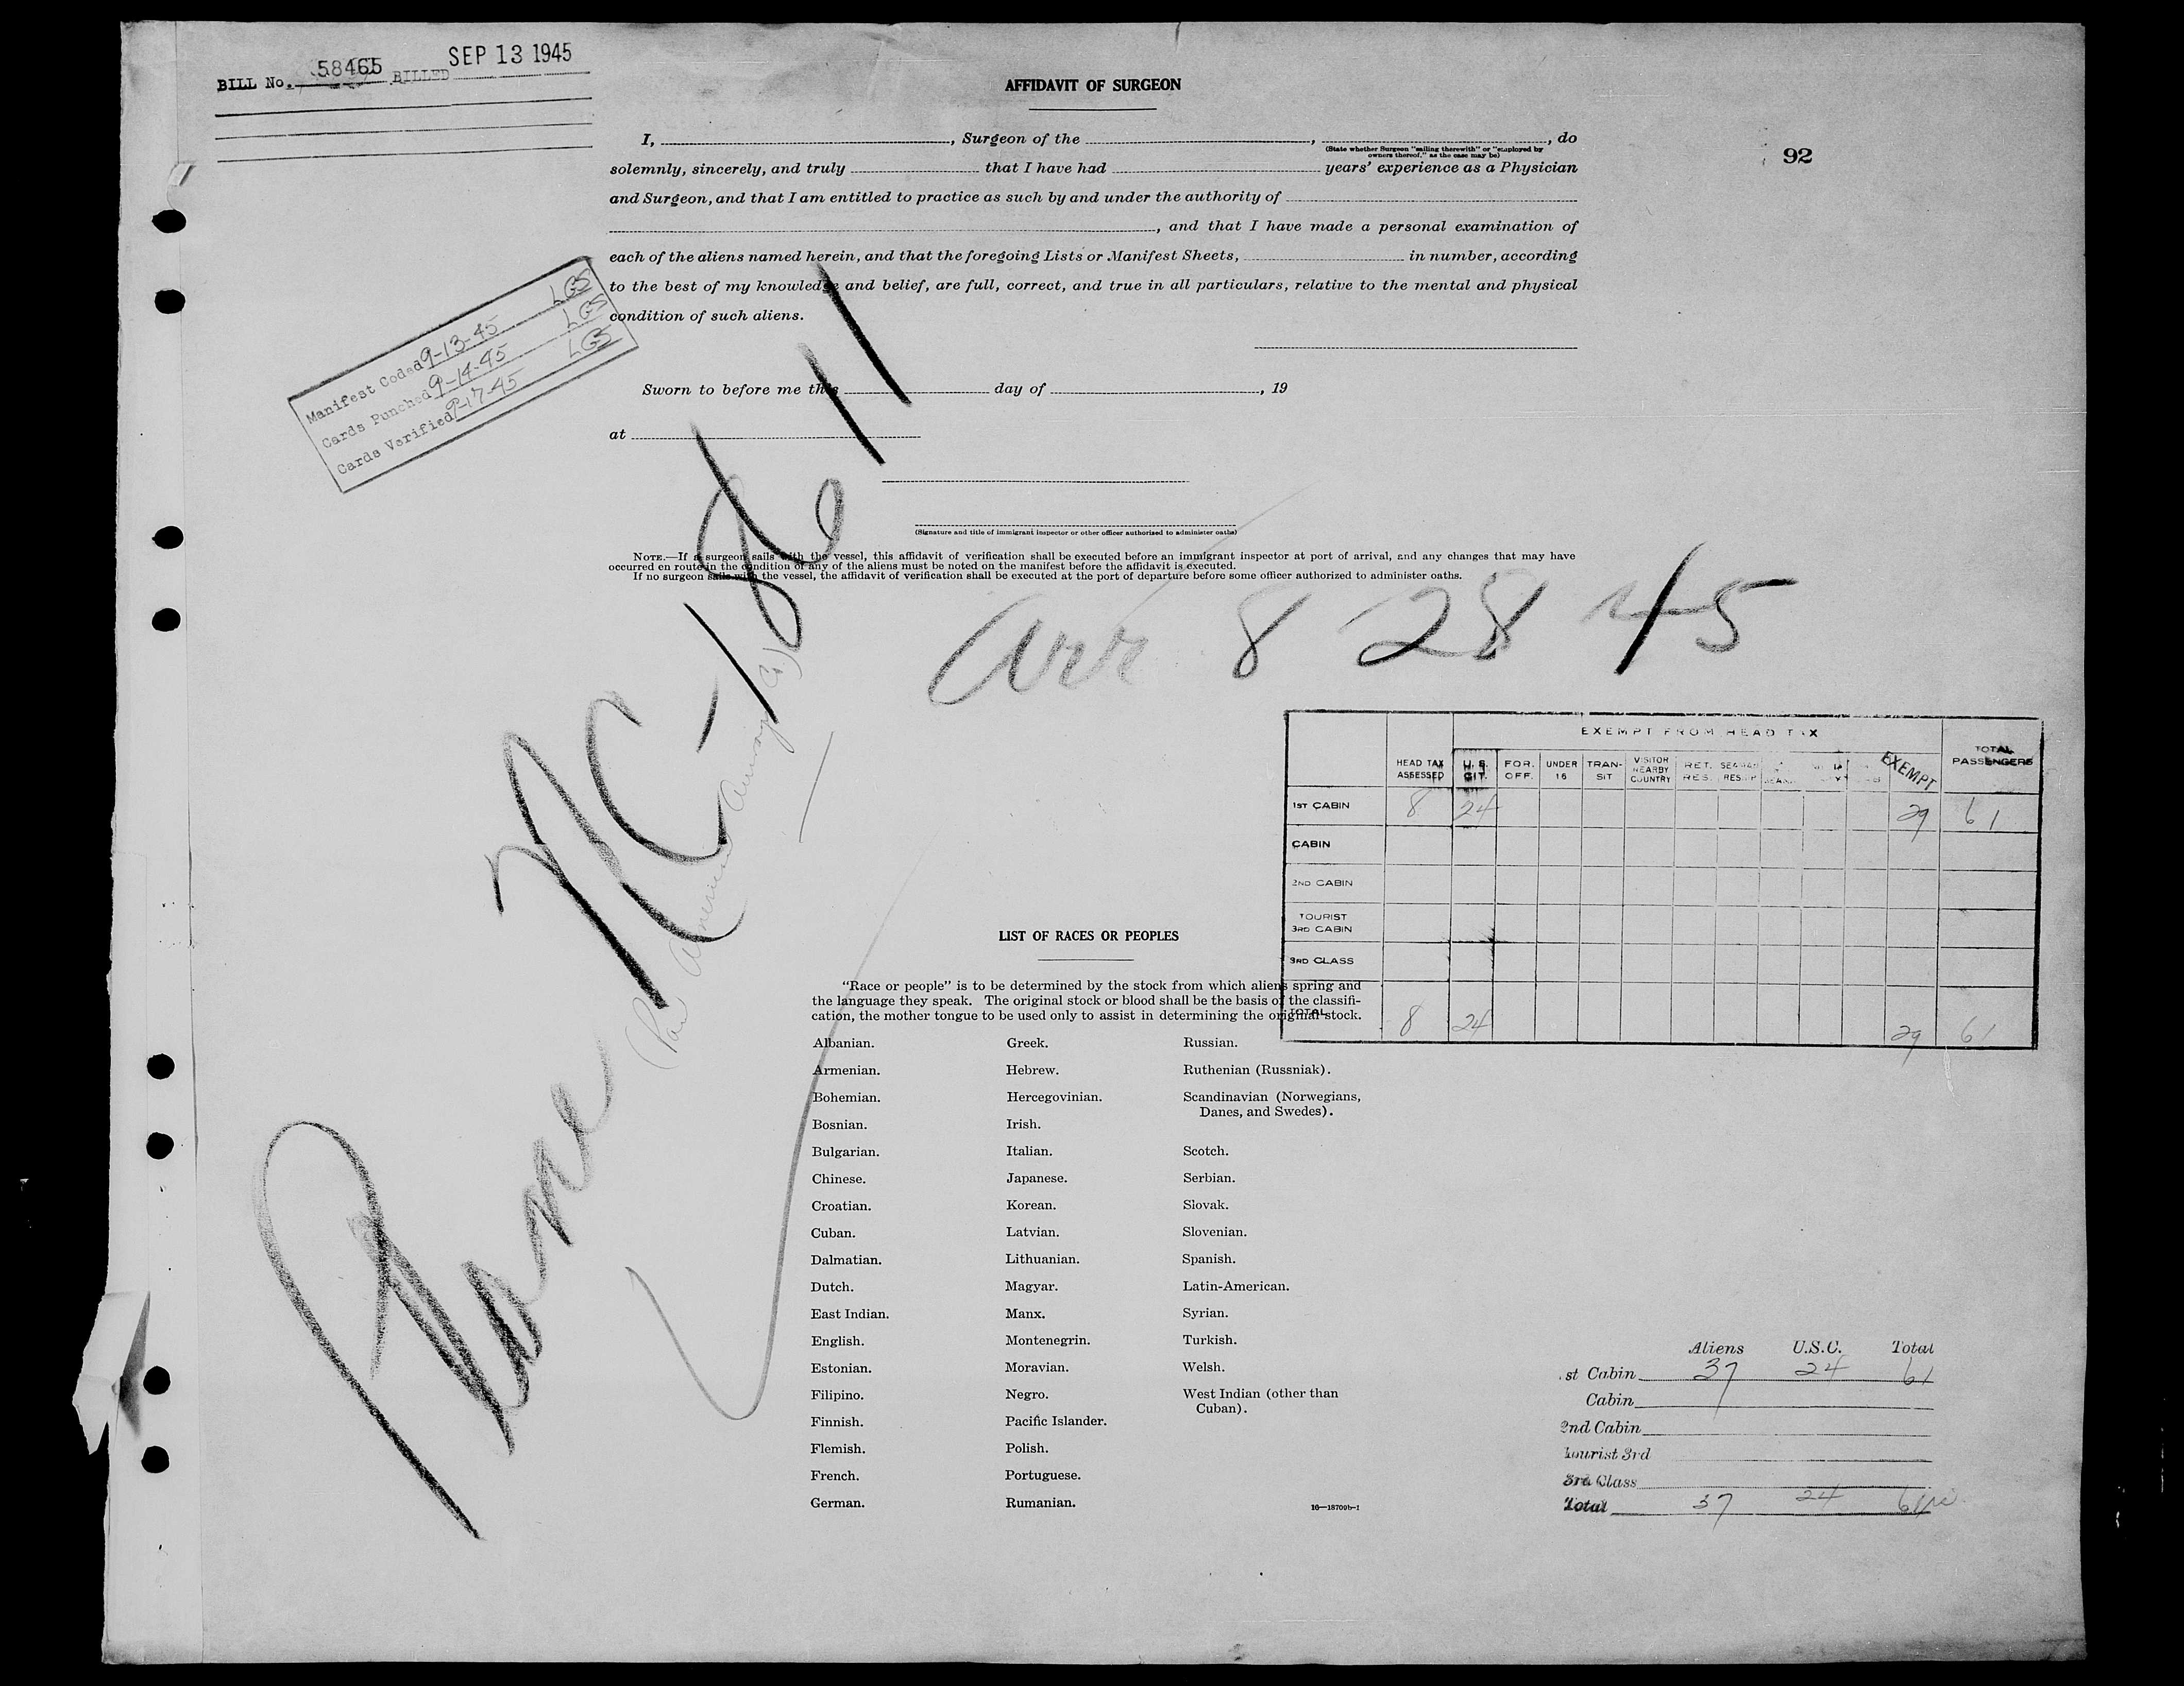 BILL No. 58465 BILLED SEP 13 1945
AFFIDAVIT OF SURGEON
92
I, , Surgeon of the , , do
(State whether Surgeon "sailing therewith" or "employed by
owners thereof," as the case may be)
solemnly, sincerely, and truly that I have had years' experience as a Physician
and Surgeon, and that I am entitled to practice as such by and under the authority of
, and that I have made a personal examination of
each of the aliens named herein, and that the foregoing Lists or Manifest Sheets, in number, according
to the best of my knowledge and belief, are full, correct, and true in all particulars, relative to the mental and physical
condition of such aliens.
Manifest Coded 9-13-45 LGS
Cards Punched 9-14-45 LGS
Cards Verified 9-17-45 LGS
Sworn to before me this day of , 19
at
(Signature and title of immigrant inspector or other officer authorized to administer oaths)
NOTE.—If a surgeon sails with the vessel, this affidavit of verification shall be executed before an immigrant inspector at port of arrival, and any changes that may have
occurred en route in the condition of any of the aliens must be noted on the manifest before the affidavit is executed.
If no surgeon sails with the vessel, the affidavit of verification shall be executed at the port of departure before some officer authorized to administer oaths.
Arr 8 28 45
Plane NC-18611
(Pan American Airways Co)
EXEMPT FROM HEAD TAX
HEAD TAX ASSESSED U.S. CIT. FOR. OFF. UNDER 16 TRAN-SIT VISITOR NEARBY COUNTRY RET. RES. EXEMPT TOTAL PASSENGERS
1ST CABIN 8 24 29 61
CABIN
2ND CABIN
TOURIST 3RD CABIN
3RD CLASS
TOTAL 8 24 29 61
LIST OF RACES OR PEOPLES
"Race or people" is to be determined by the stock from which aliens spring and
the language they speak. The original stock or blood shall be the basis of the classifi-
cation, the mother tongue to be used only to assist in determining the original stock.
Albanian. Greek. Russian.
Armenian. Hebrew. Ruthenian (Russniak).
Bohemian. Hercegovinian. Scandinavian (Norwegians,
Danes, and Swedes).
Bosnian. Irish.
Bulgarian. Italian. Scotch.
Chinese. Japanese. Serbian.
Croatian. Korean. Slovak.
Cuban. Latvian. Slovenian.
Dalmatian. Lithuanian. Spanish.
Dutch. Magyar. Latin-American.
East Indian. Manx. Syrian.
English. Montenegrin. Turkish.
Estonian. Moravian. Welsh.
Filipino. Negro. West Indian (other than
Cuban).
Finnish. Pacific Islander.
Flemish. Polish.
French. Portuguese.
German. Rumanian.
16—18709b-1
Aliens U.S.C. Total
st Cabin 37 24 61
Cabin
2nd Cabin
Tourist 3rd
3rd Class
Total 37 24 61